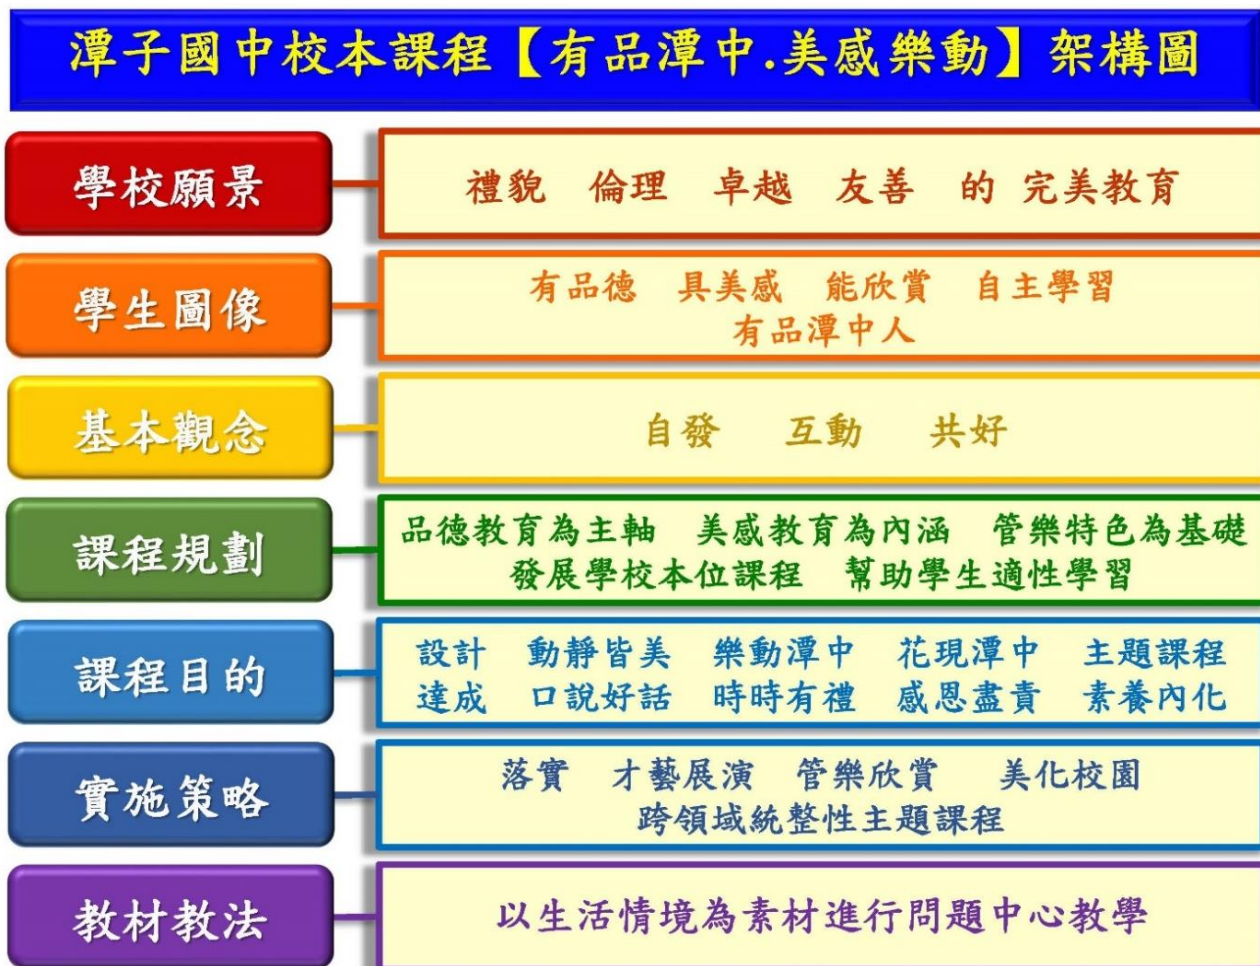 潭子國中校本課程【有品潭中.美感樂動】架構圖
學校願景
禮貌 倫理 卓越 友善 的 完美教育
學生圖像
有品德 具美感 能欣賞 自主學習
有品潭中人
基本觀念
自發 互動 共好
課程規劃
品德教育為主軸 美感教育為內涵 管樂特色為基礎
發展學校本位課程 幫助學生適性學習
課程目的
設計 動靜皆美 樂動潭中 花現潭中 主題課程
達成 口說好話 時時有禮 感恩盡責 素養內化
實施策略
落實 才藝展演 管樂欣賞 美化校園
跨領域統整性主題課程
教材教法
以生活情境為素材進行問題中心教學